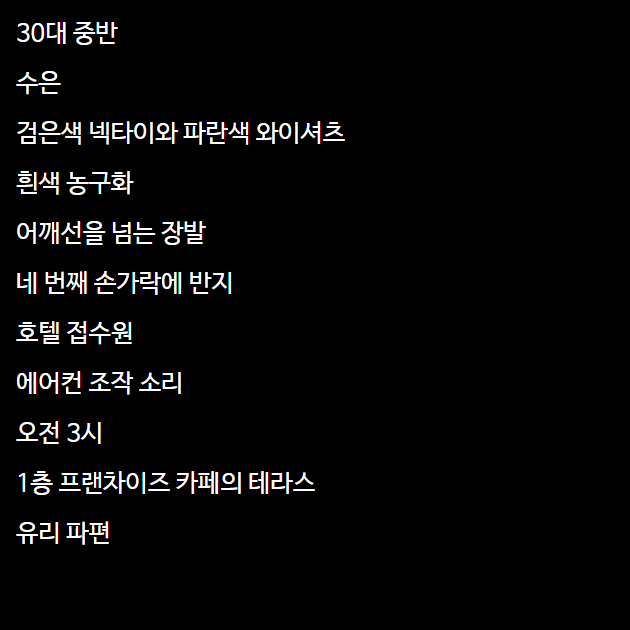 30대 중반
수은
검은색 넥타이와 파란색 와이셔츠
흰색 농구화
어깨선을 넘는 장발
네 번째 손가락에 반지
호텔 접수원
에어컨 조작 소리
오전 3시
1층 프랜차이즈 카페의 테라스
유리 파편